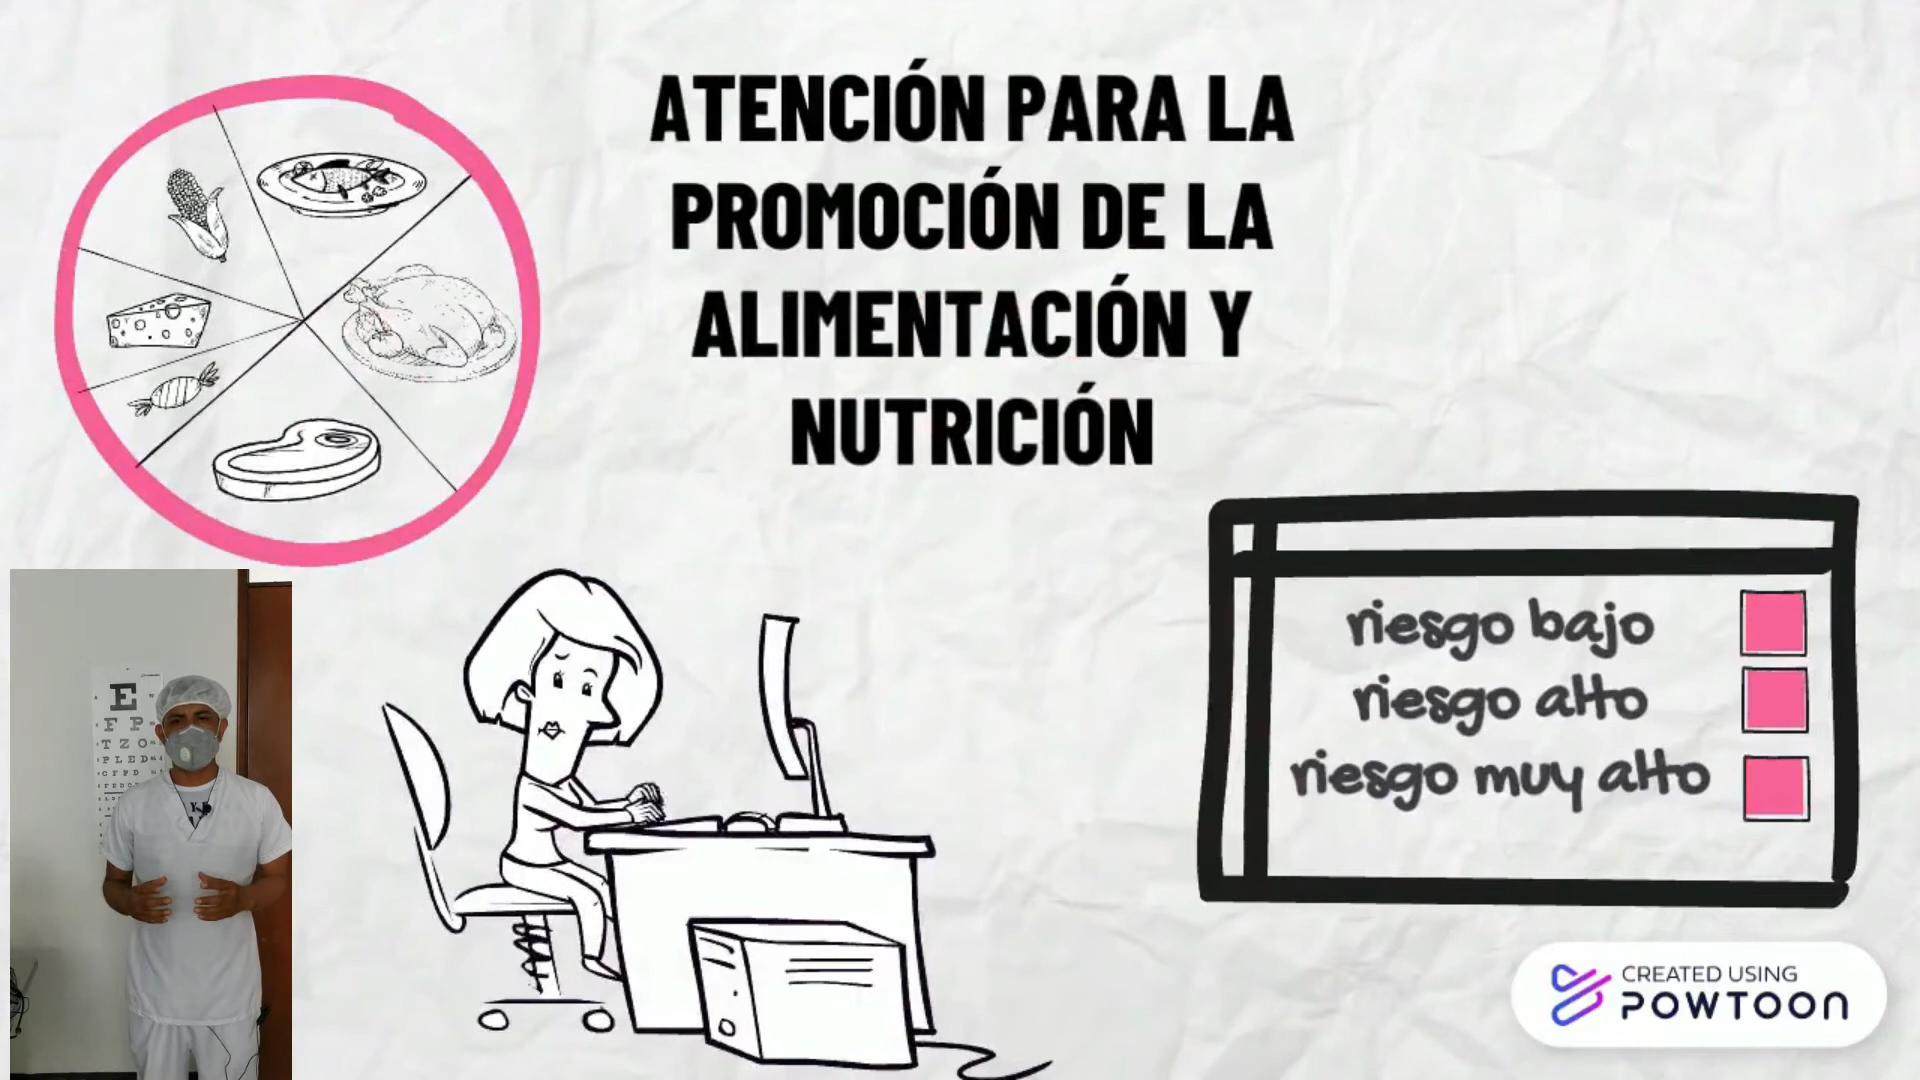 ATENCIÓN PARA LA
PROMOCIÓN DE LA
ALIMENTACIÓN Y
NUTRICIÓN
riesgo bajo
riesgo alto
riesgo muy alto
E
F P
T Z O
P L E D
CREATED USING
POWTOON